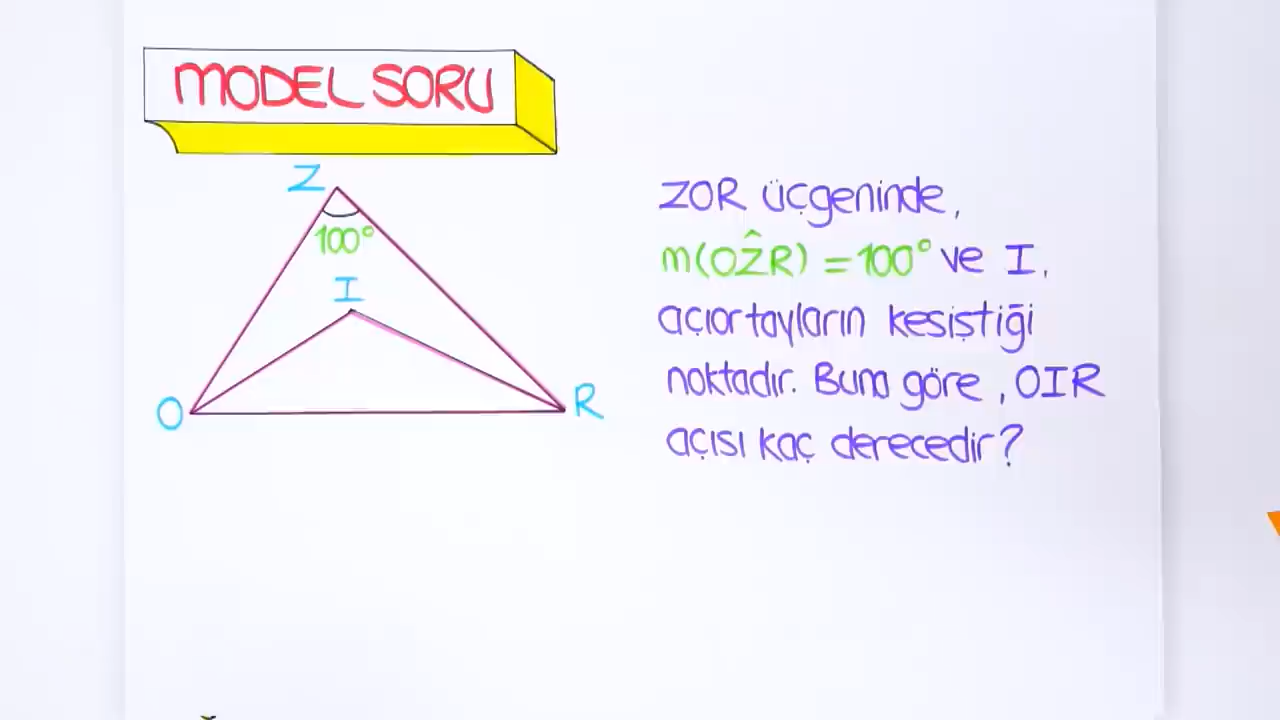 MODEL SORU
Z
100°
I
O
R
ZOR üçgeninde,
m(OẐR) = 100° ve I,
açıortayların kesiştiği
noktadır. Buna göre, OIR
açısı kaç derecedir?